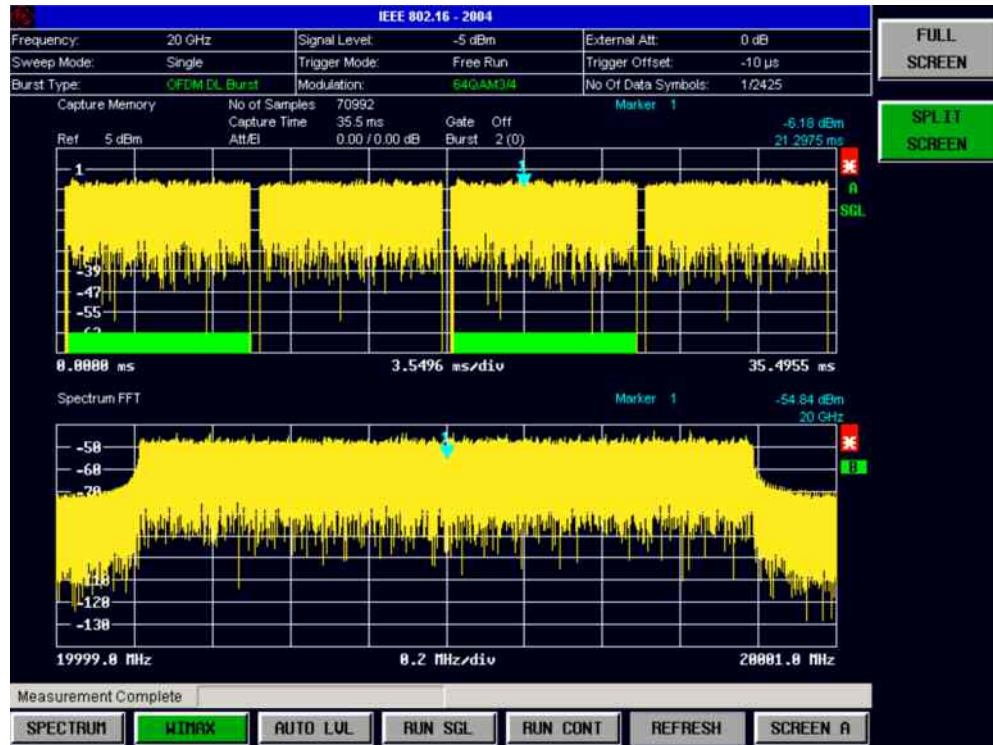 IEEE 802.16 - 2004
Frequency: 20 GHz Signal Level: -5 dBm External Att: 0 dB
Sweep Mode: Single Trigger Mode: Free Run Trigger Offset: -10 µs
Burst Type: OFDM DL Burst Modulation: 64QAM3/4 No Of Data Symbols: 1/2425
FULL SCREEN
SPLIT SCREEN
Capture Memory No of Samples 70992 Marker 1
Capture Time 35.5 ms Gate Off -6.18 dBm
Ref 5 dBm Att/El 0.00 / 0.00 dB Burst 2 (0) 21.2975 ms
1
1
A
SGL
-39
-47
-55
0.0000 ms 3.5496 ms/div 35.4955 ms
Spectrum FFT Marker 1 -54.84 dBm
20 GHz
1
-50
B
-60
-70
-120
-130
19999.0 MHz 0.2 MHz/div 20001.0 MHz
Measurement Complete
SPECTRUM WIMAX AUTO LVL RUN SGL RUN CONT REFRESH SCREEN A